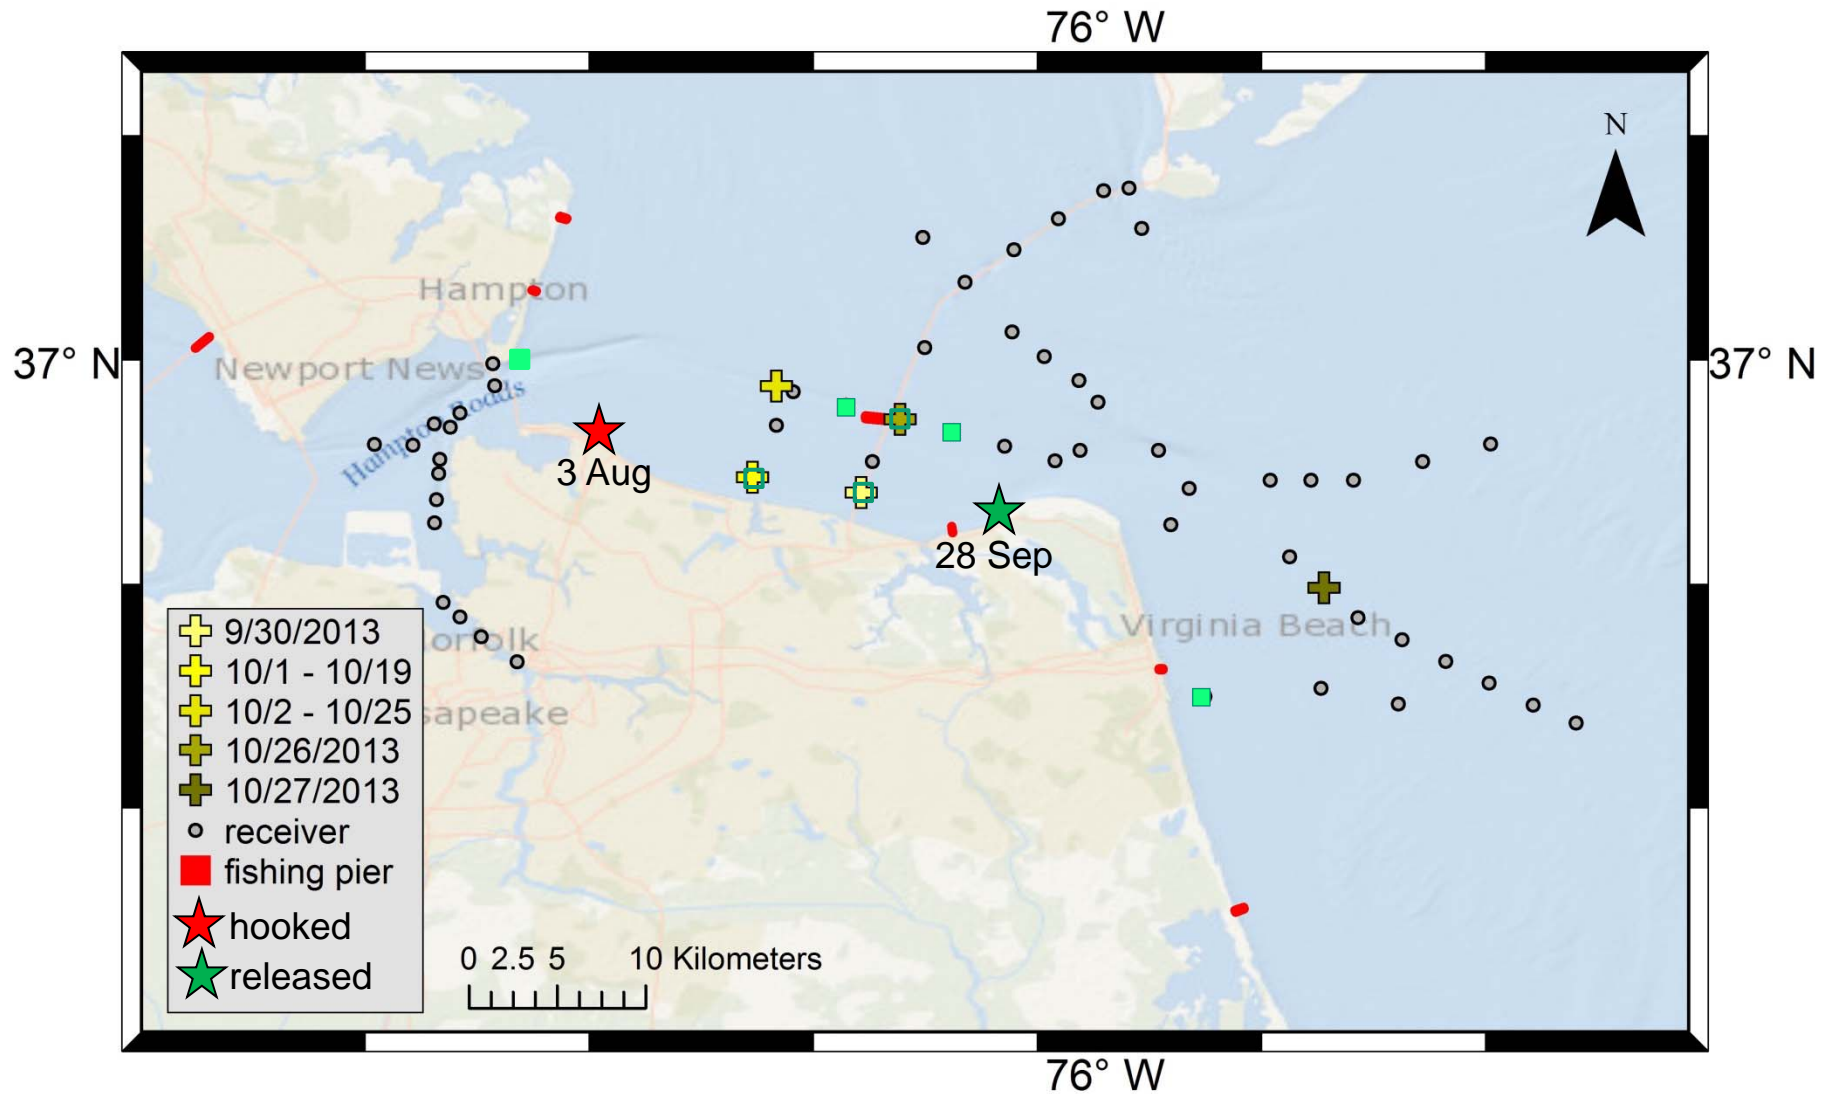 76° W
N
Hampton
37° N
37° N
Newport News
Hampton Roads
3 Aug
28 Sep
9/30/2013
Virginia Beach
orfolk
10/1 - 10/19
10/2 - 10/25
sapeake
10/26/2013
10/27/2013
receiver
fishing pier
hooked
0 2.5 5 10 Kilometers
released
76° W